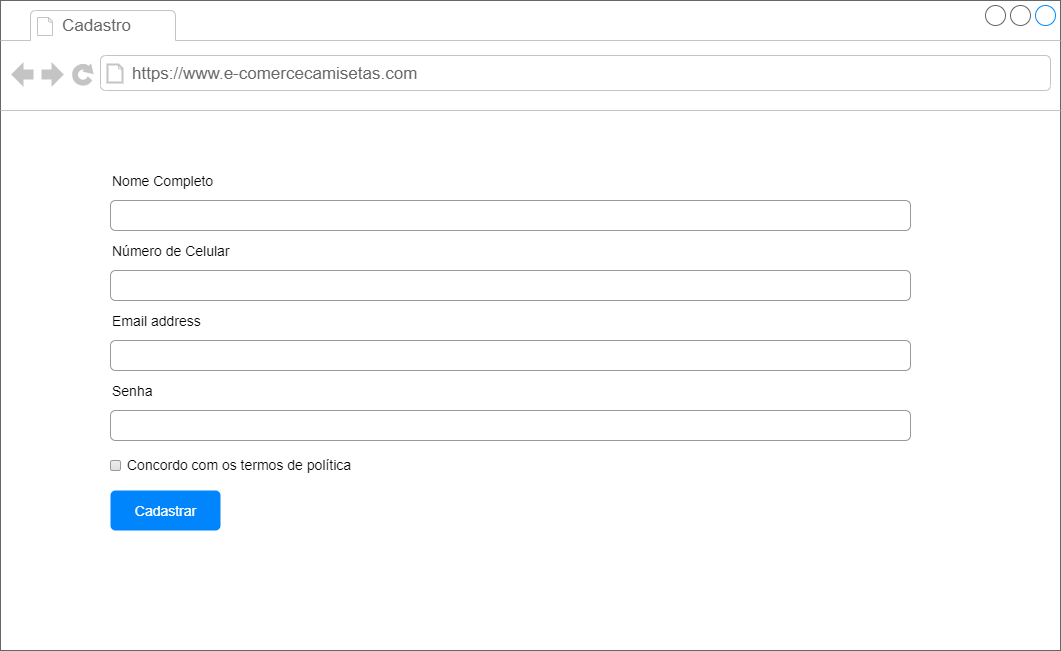 Cadastro
https://www.e-comercecamisetas.com
Nome Completo
Número de Celular
Email address
Senha
Concordo com os termos de política
Cadastrar